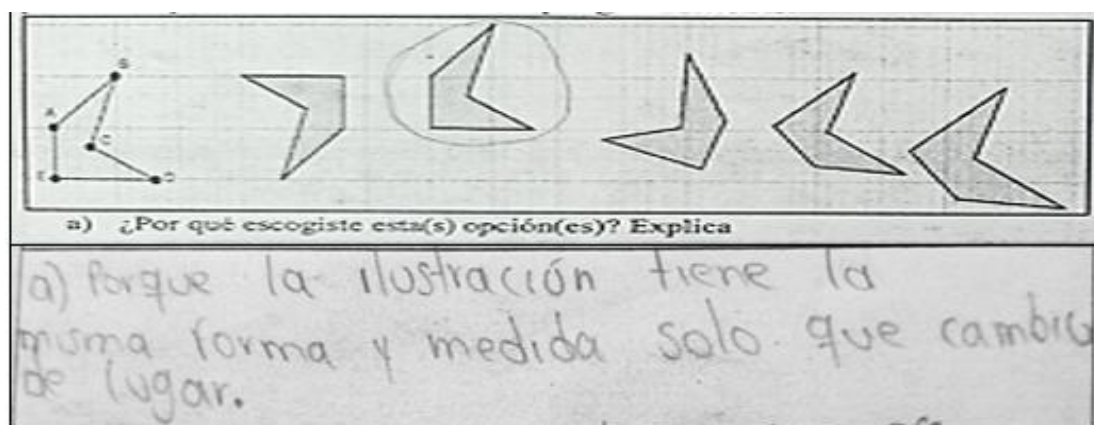 B
A
C
E
D
a) ¿Por qué escogiste esta(s) opción(es)? Explica
a) Porque la ilustración tiene la
misma forma y medida solo que cambia
de lugar.